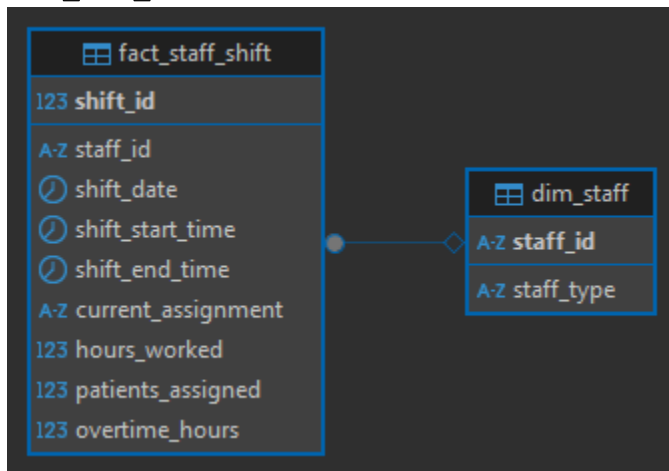 fact_staff_shift
123 shift_id
A-Z staff_id
shift_date
shift_start_time
shift_end_time
A-Z current_assignment
123 hours_worked
123 patients_assigned
123 overtime_hours
dim_staff
A-Z staff_id
A-Z staff_type